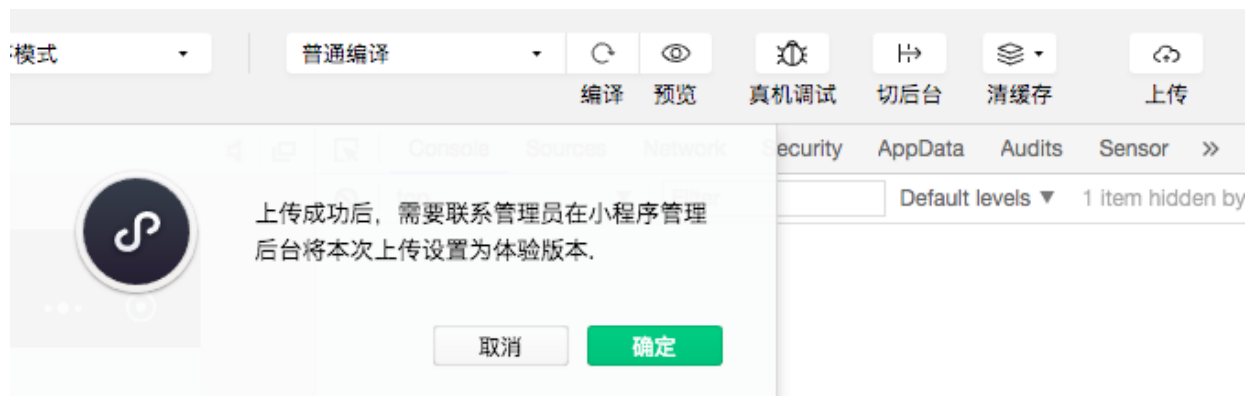 模式 普通编译
编译 预览 真机调试 切后台 清缓存 上传
Console Sources Network Security AppData Audits Sensor
top Filter Default levels ▼ 1 item hidden by
上传成功后，需要联系管理员在小程序管理
后台将本次上传设置为体验版本.
取消 确定